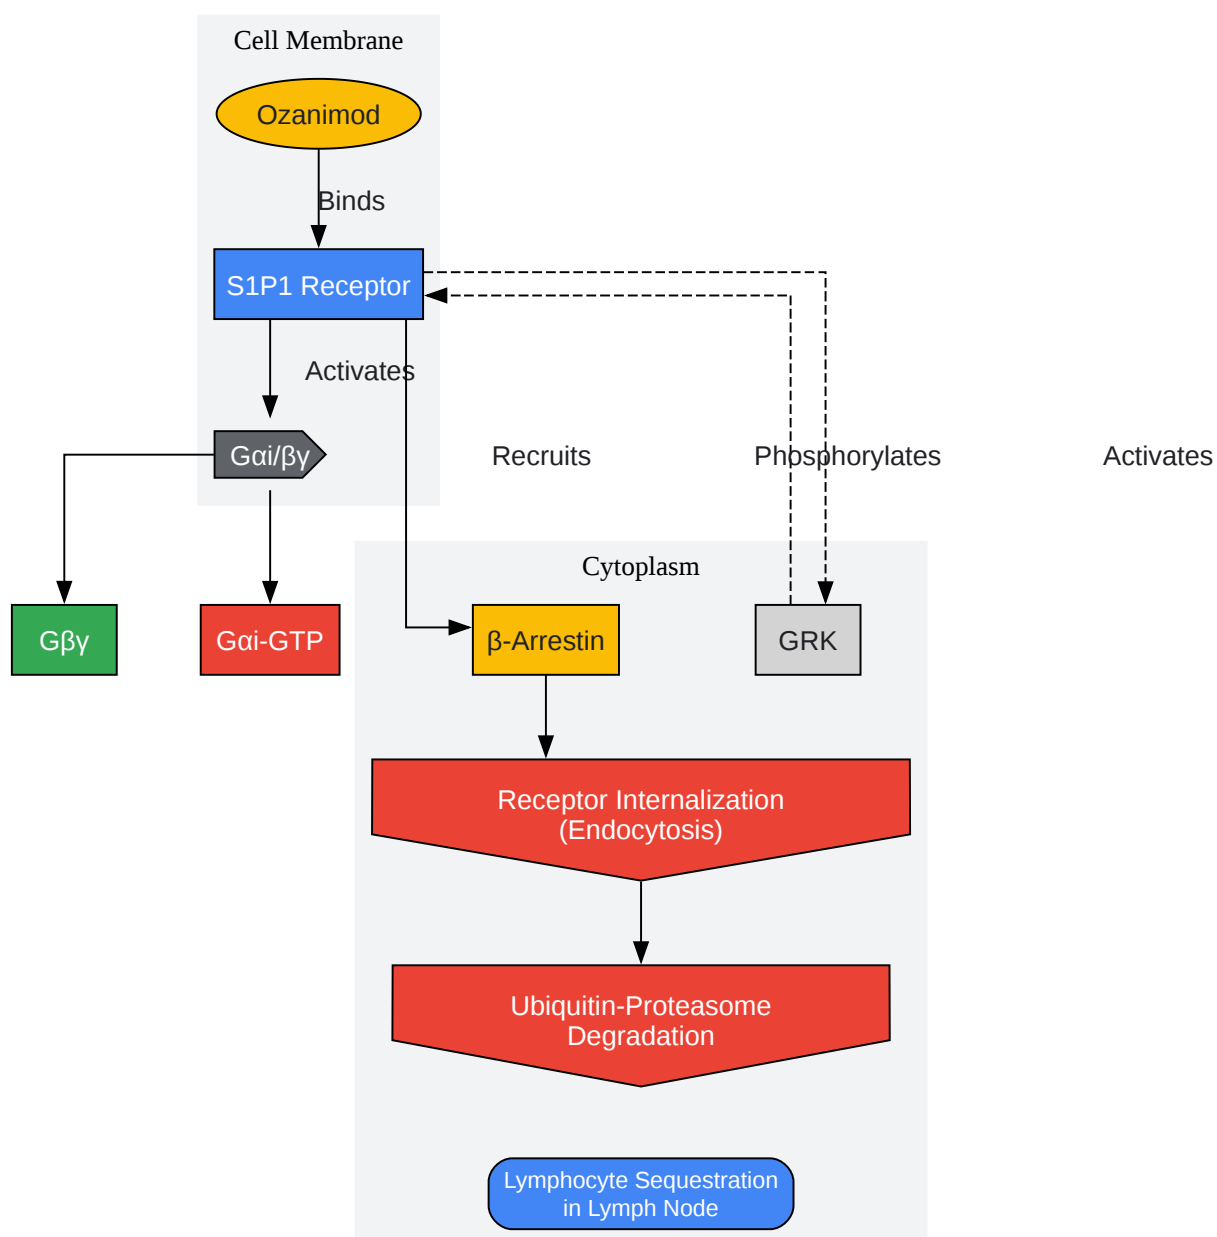 Cell Membrane
Ozanimod
Binds
S1P1 Receptor
Activates
Gαi/βγ
Recruits
Phosphorylates
Activates
Cytoplasm
Gβγ
Gαi-GTP
β-Arrestin
GRK
Receptor Internalization
(Endocytosis)
Ubiquitin-Proteasome
Degradation
Lymphocyte Sequestration
in Lymph Node